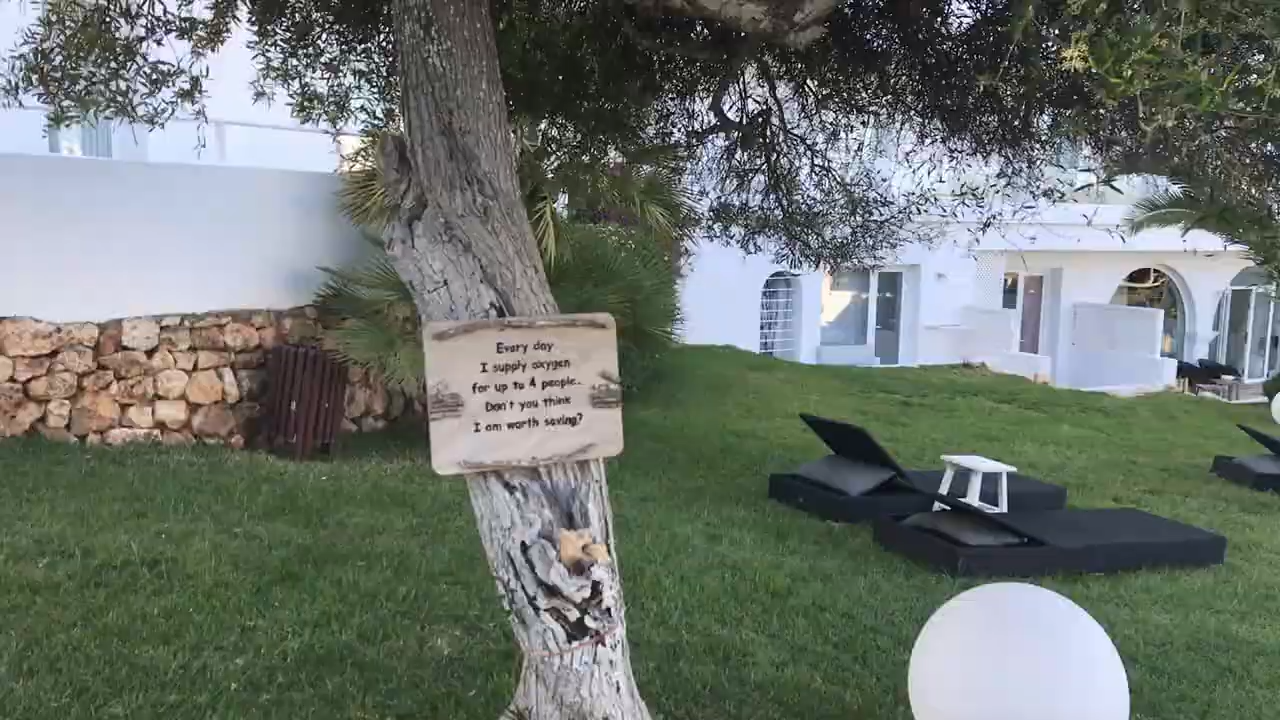 Every day
I supply oxygen
for up to 4 people..
Don't you think
I am worth saving?